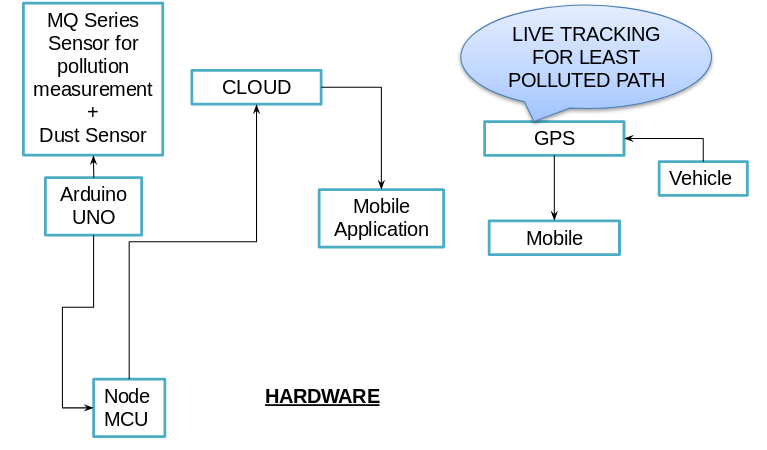 MQ Series
Sensor for
pollution
measurement
+
Dust Sensor
Arduino
UNO
Node
MCU
CLOUD
Mobile
Application
LIVE TRACKING
FOR LEAST
POLLUTED PATH
GPS
Vehicle
Mobile
HARDWARE